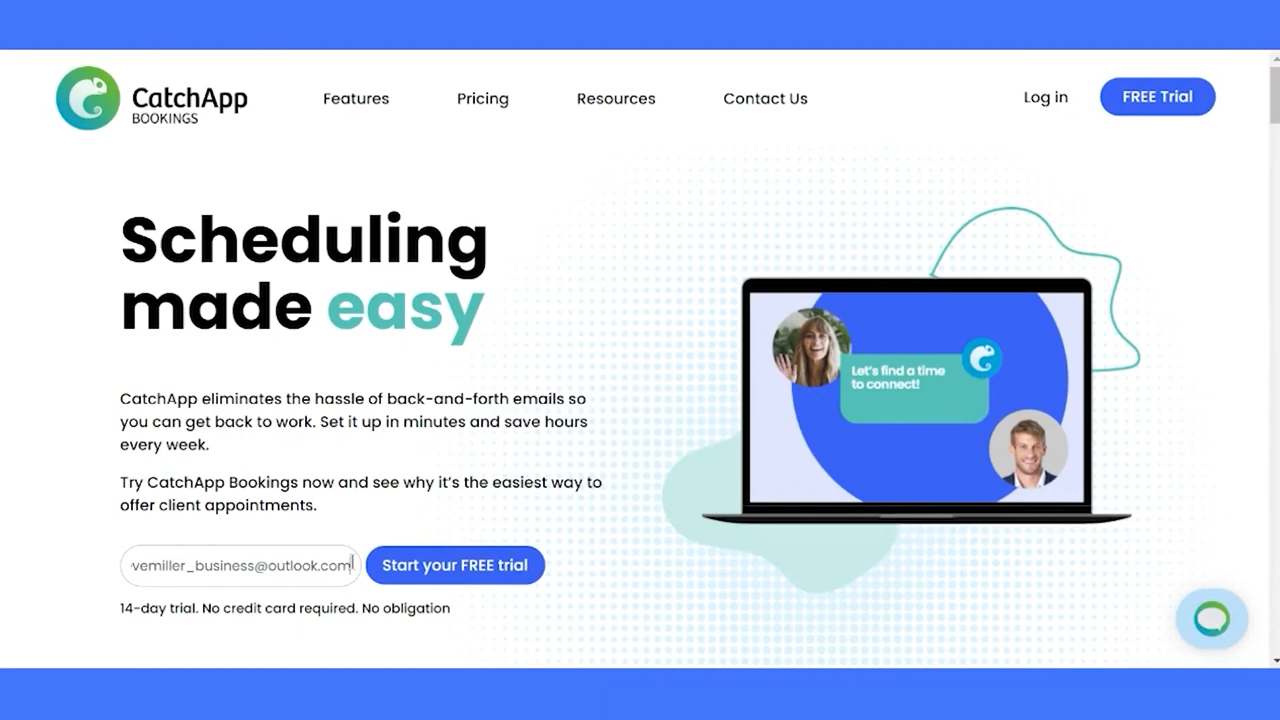 CatchApp
BOOKINGS
Features
Pricing
Resources
Contact Us
Log in
FREE Trial
Scheduling
made easy
CatchApp eliminates the hassle of back-and-forth emails so
you can get back to work. Set it up in minutes and save hours
every week.
Try CatchApp Bookings now and see why it's the easiest way to
offer client appointments.
vemiller_business@outlook.com
Start your FREE trial
14-day trial. No credit card required. No obligation
Let's find a time
to connect!